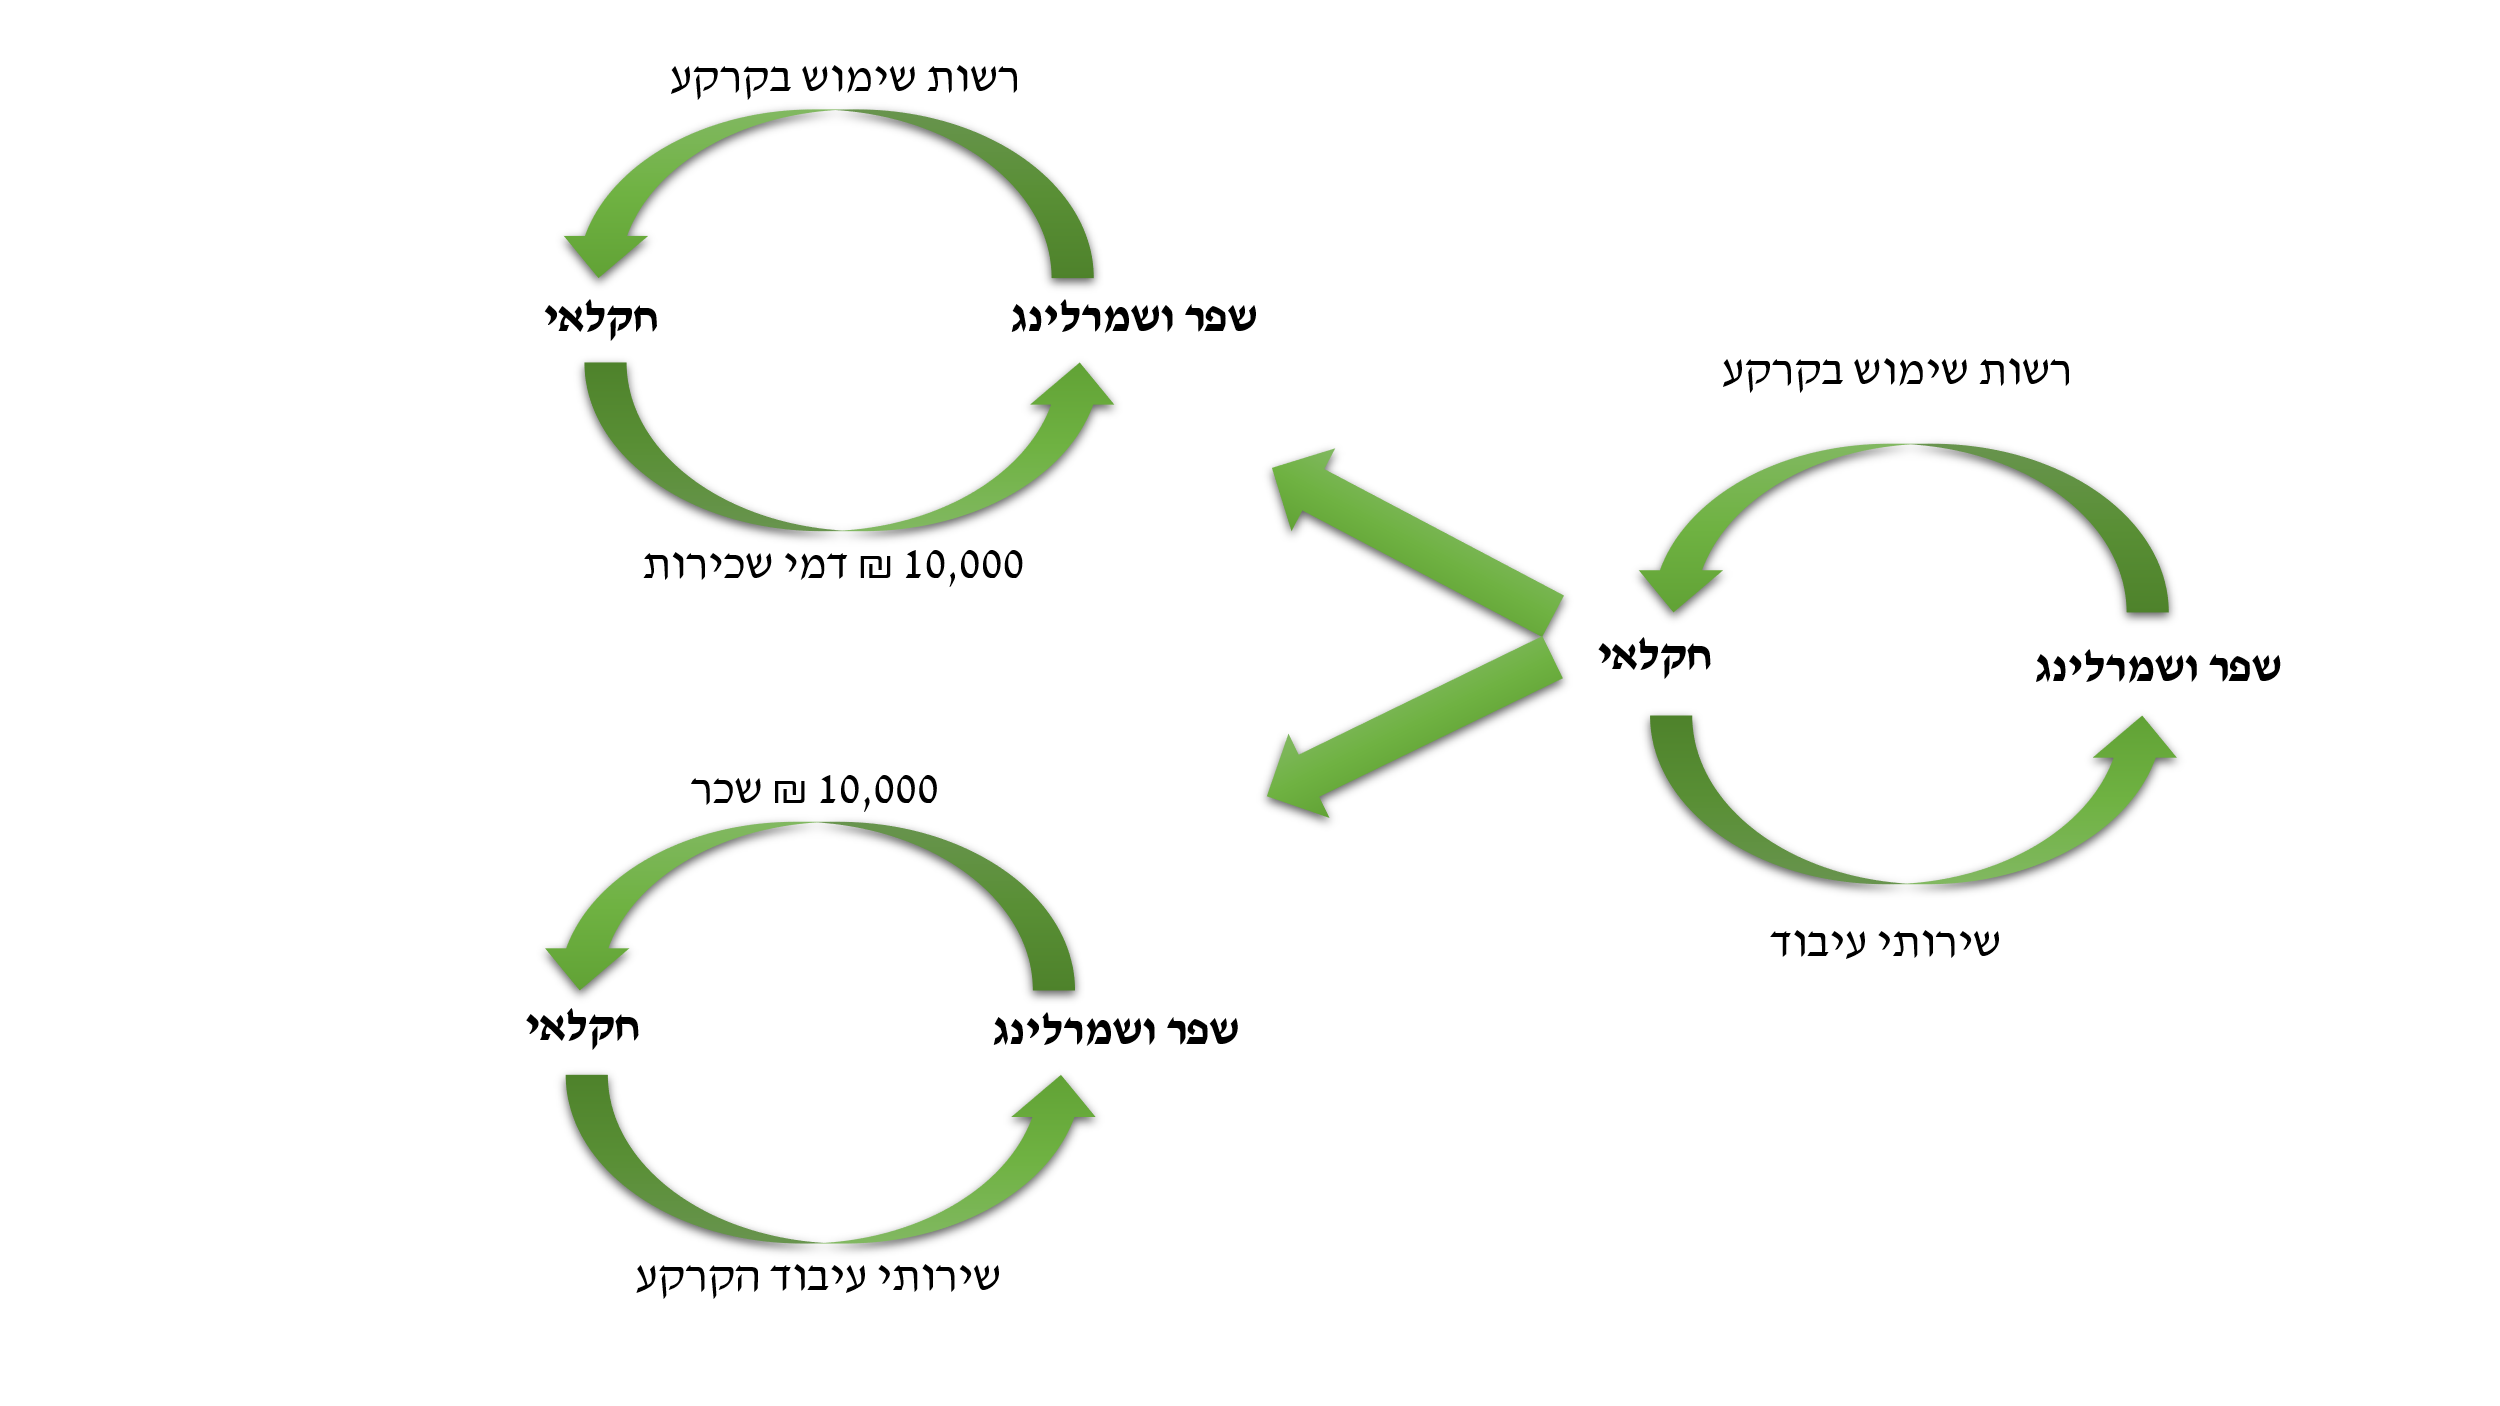 רשות שימוש בקרקע
חקלאי
שפר ושמרלינג
שירותי עיבוד
רשות שימוש בקרקע
שפר ושמרלינג
חקלאי
10,000 ₪ דמי שכירות
10,000 ₪ שכר
שפר ושמרלינג
חקלאי
שירותי עיבוד הקרקע